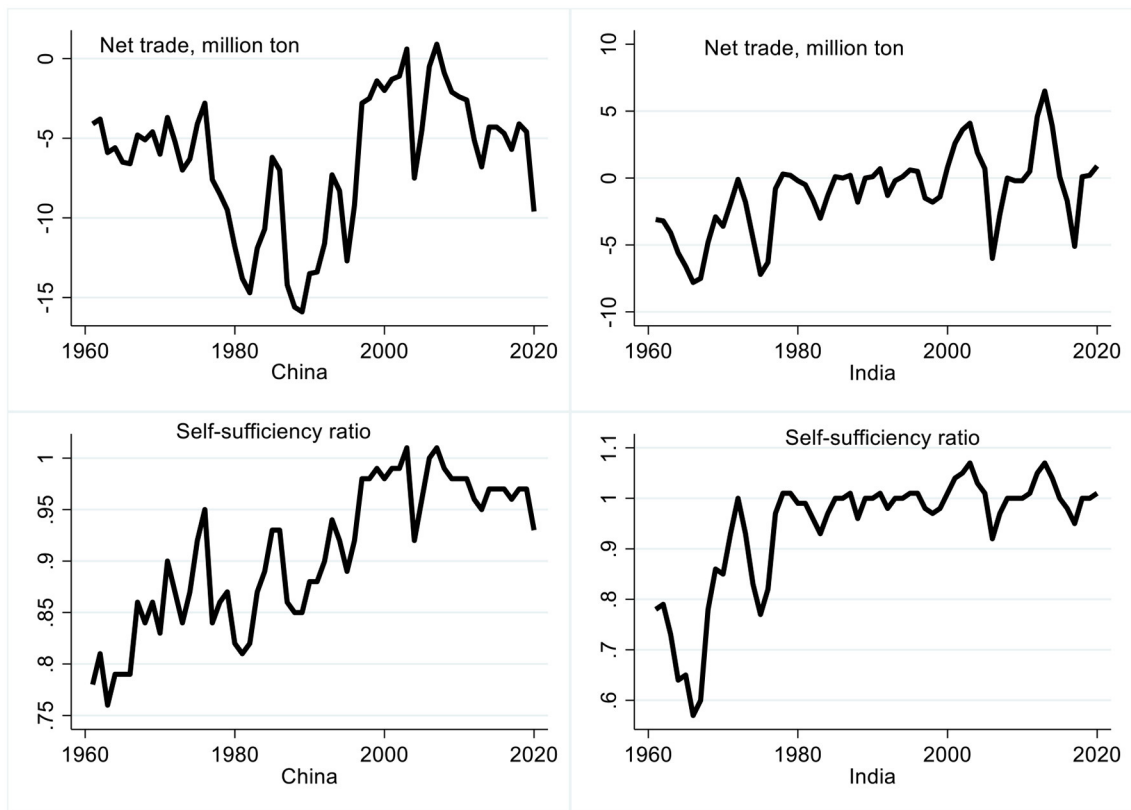 Net trade, million ton
0
-5
-10
-15
1960 1980 2000 2020
China
Net trade, million ton
10
5
0
-5
-10
1960 1980 2000 2020
India
Self-sufficiency ratio
1
.95
.9
.85
.8
.75
1960 1980 2000 2020
China
Self-sufficiency ratio
1.1
1
.9
.8
.7
.6
1960 1980 2000 2020
India